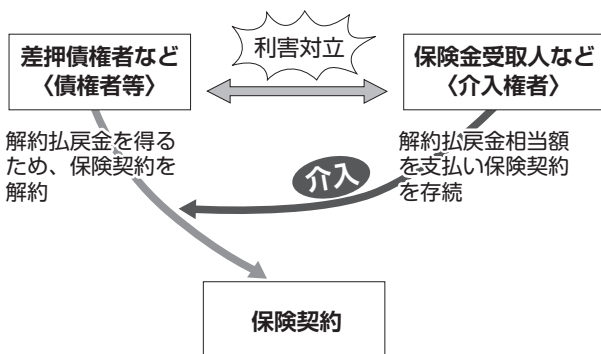 利害対立
差押債権者など
〈債権者等〉
保険金受取人など
〈介入権者〉
解約払戻金を得る
ため、保険契約を
解約
解約払戻金相当額
を支払い保険契約
を存続
介入
保険契約